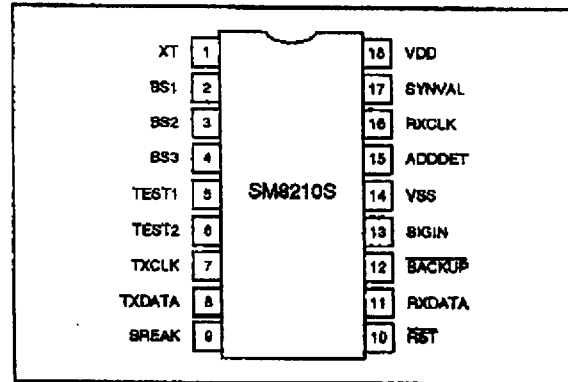 XT 1 18 VDD
BS1 2 17 SYNVAL
BS2 3 16 RXCLK
BS3 4 15 ADDDET
TEST1 5 SM8210S 14 VSS
TEST2 6 13 SIGIN
TXCLK 7 12 BACKUP
TXDATA 8 11 RXDATA
BREAK 9 10 RST